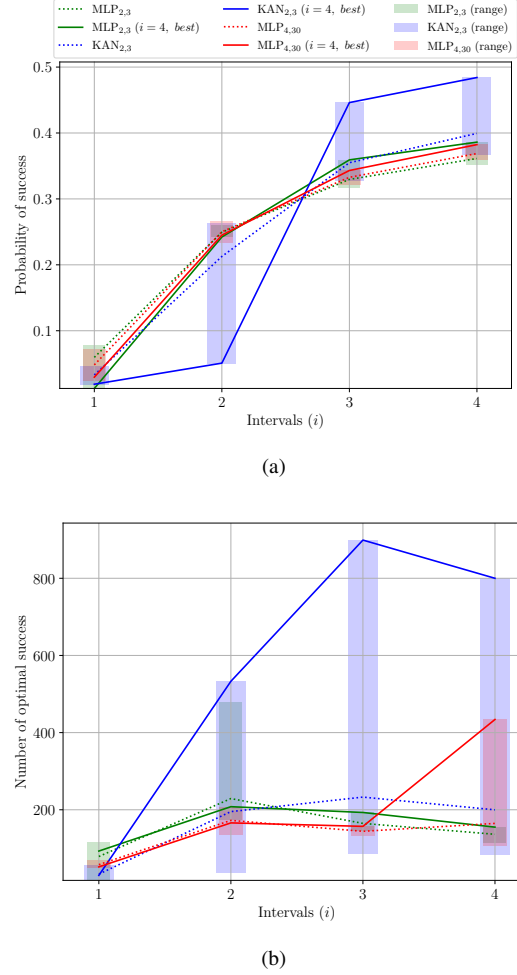 MLP2,3 KAN2,3 (i = 4, best) MLP2,3 (range)
MLP2,3 (i = 4, best) MLP4,30 KAN2,3 (range)
KAN2,3 MLP4,30 (i = 4, best) MLP4,30 (range)
0.5
0.4
0.3
0.2
0.1
Probability of success
1 2 3 4
Intervals (i)
(a)
800
600
400
200
Number of optimal success
1 2 3 4
Intervals (i)
(b)